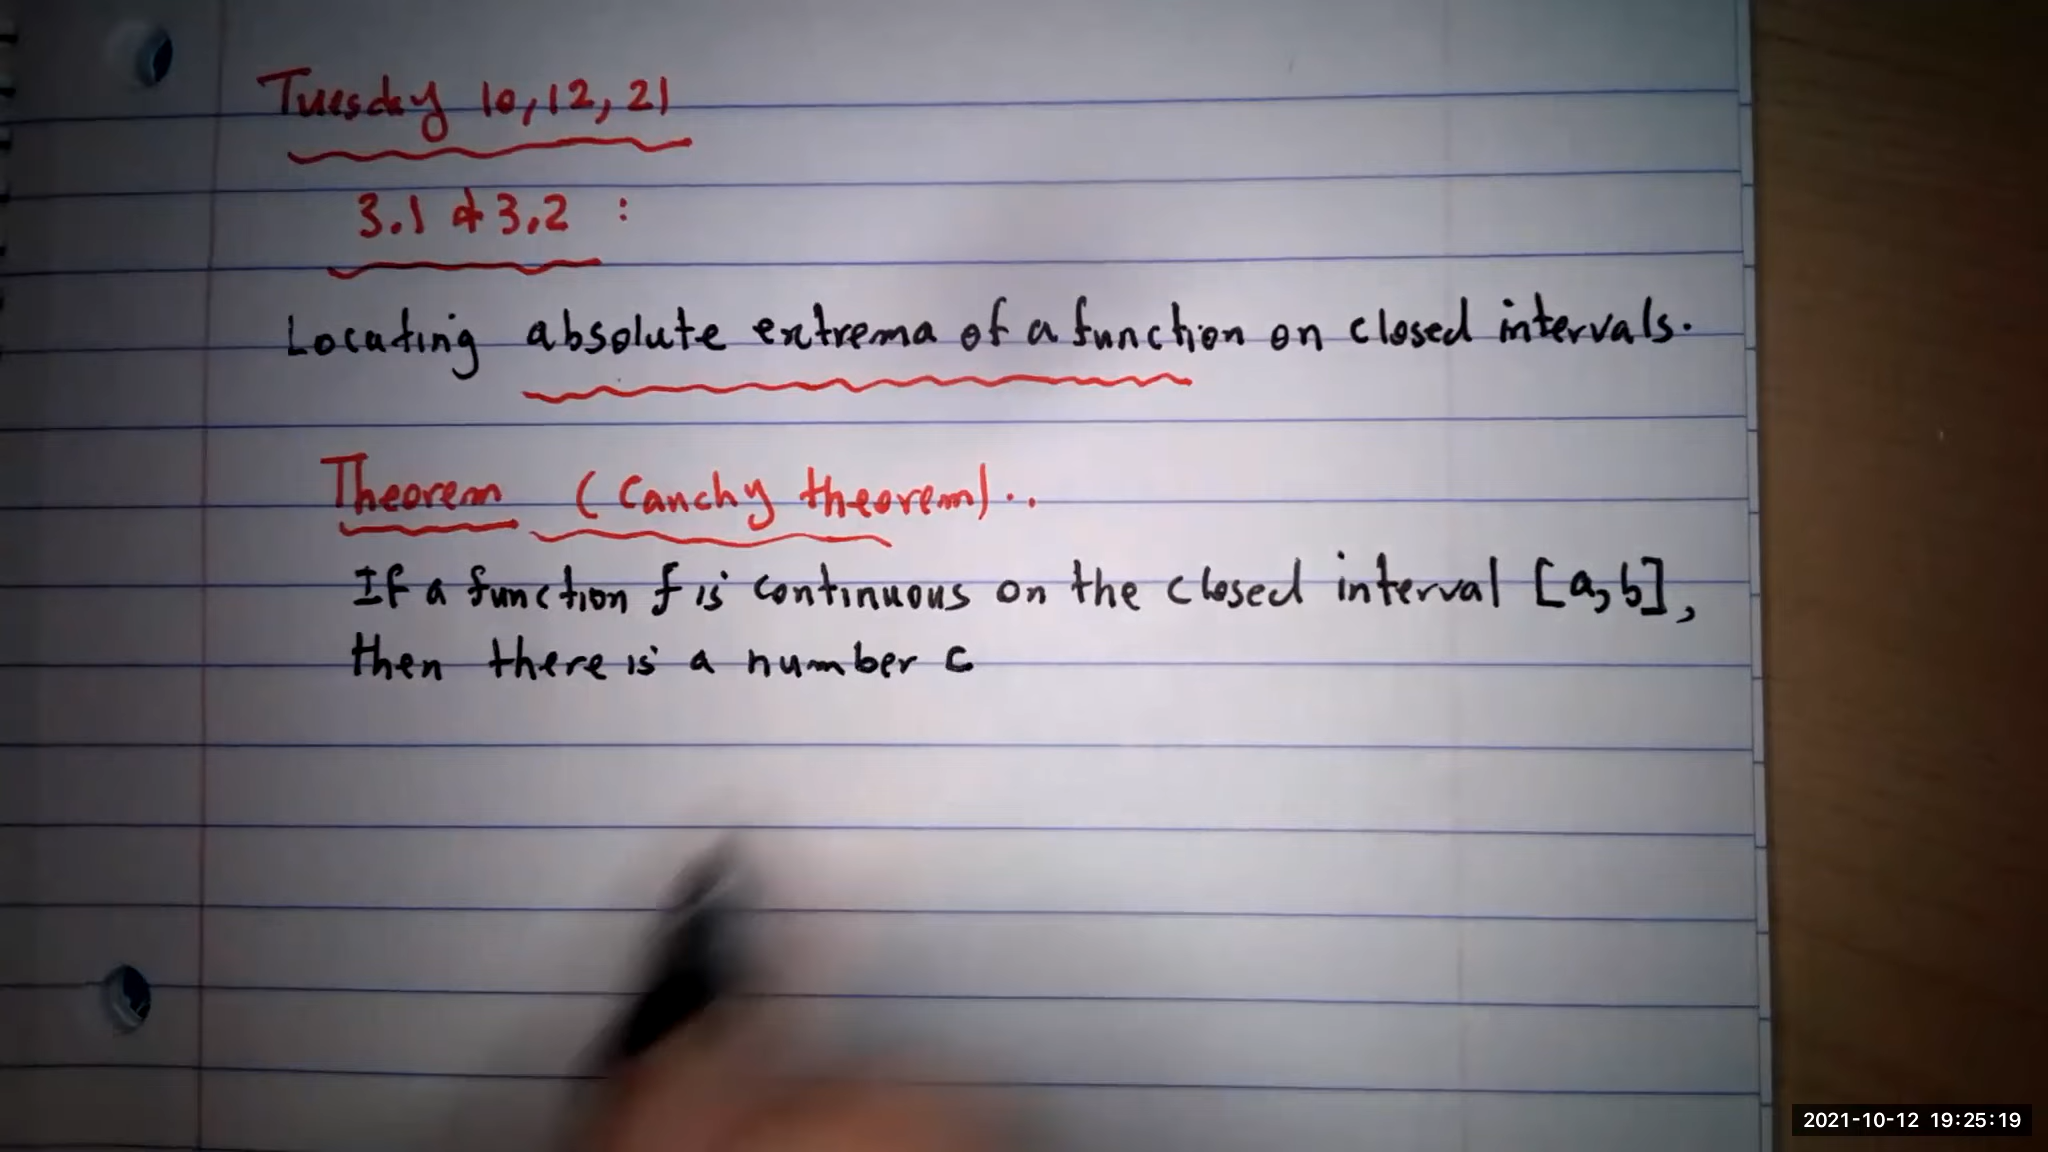 Tuesday 10,12,21
3.1 & 3.2 :
Locating absolute extrema of a function on closed intervals.
Theorem (Cauchy theorem)..
If a function f is continuous on the closed interval [a,b],
then there is a number c
2021-10-12 19:25:19